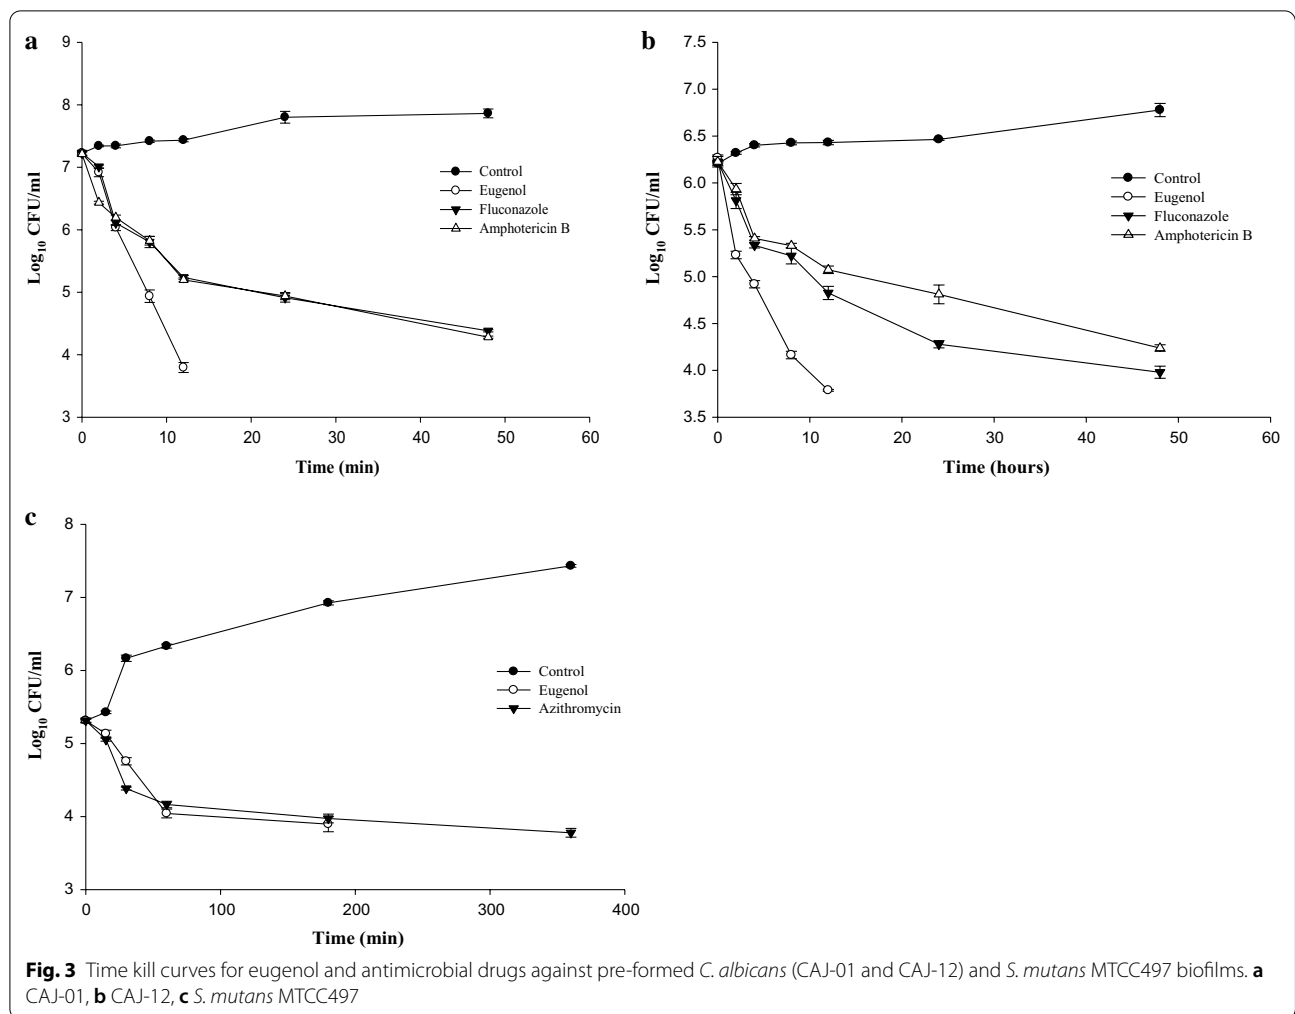 a
9
8
7
6
5
4
3
Log10 CFU/ml
0 10 20 30 40 50 60
Time (min)
Control
Eugenol
Fluconazole
Amphotericin B
b
7.5
7.0
6.5
6.0
5.5
5.0
4.5
4.0
3.5
Log10 CFU/ml
0 10 20 30 40 50 60
Time (hours)
Control
Eugenol
Fluconazole
Amphotericin B
c
8
7
6
5
4
3
Log10 CFU/ml
0 100 200 300 400
Time (min)
Control
Eugenol
Azithromycin
Fig. 3 Time kill curves for eugenol and antimicrobial drugs against pre-formed C. albicans (CAJ-01 and CAJ-12) and S. mutans MTCC497 biofilms. a
CAJ-01, b CAJ-12, c S. mutans MTCC497